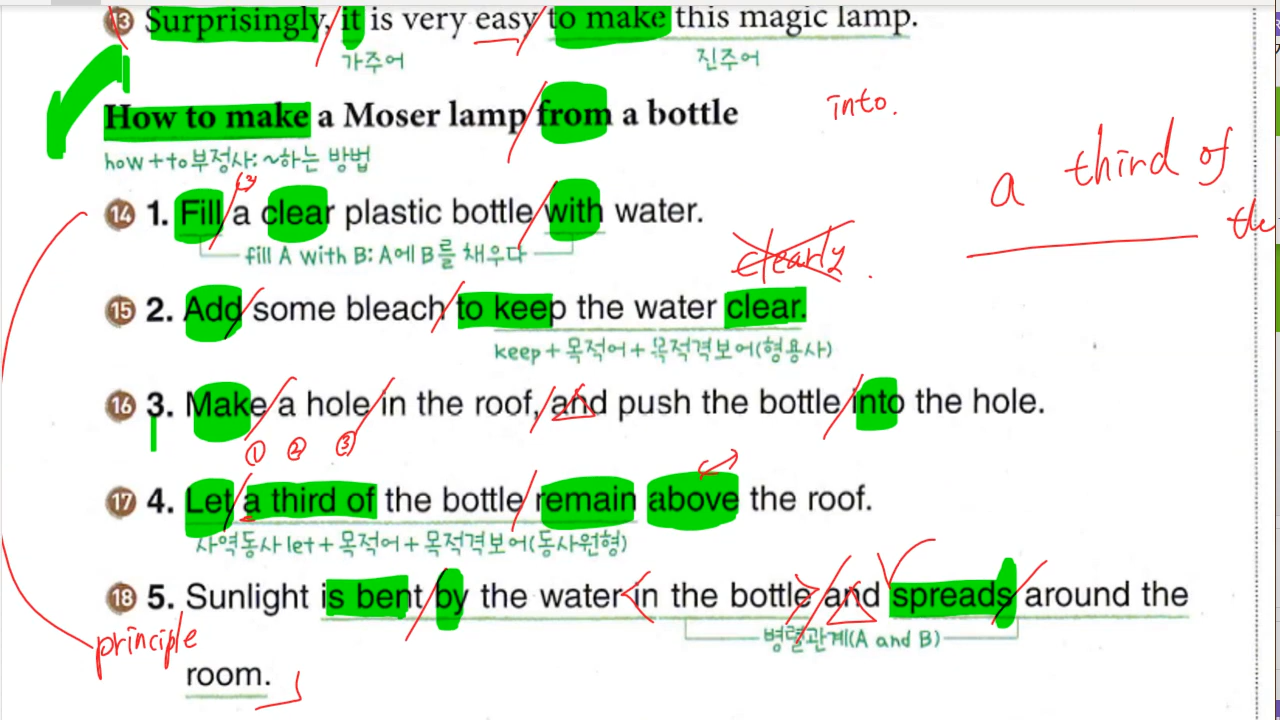 ⑬ Surprisingly, it is very easy to make this magic lamp.
가주어 진주어
How to make a Moser lamp from a bottle
into.
how+to부정사: ~하는 방법
a third of
the
⑭ 1. Fill a clear plastic bottle with water.
fill A with B: A에 B를 채우다
clearly.
⑮ 2. Add some bleach to keep the water clear.
keep+목적어+목적격보어(형용사)
⑯ 3. Make a hole in the roof, and push the bottle into the hole.
① ② ③
⑰ 4. Let a third of the bottle remain above the roof.
사역동사 let+목적어+목적격보어(동사원형)
⑱ 5. Sunlight is bent by the water in the bottle and spreads around the
병렬관계(A and B)
principle
room.